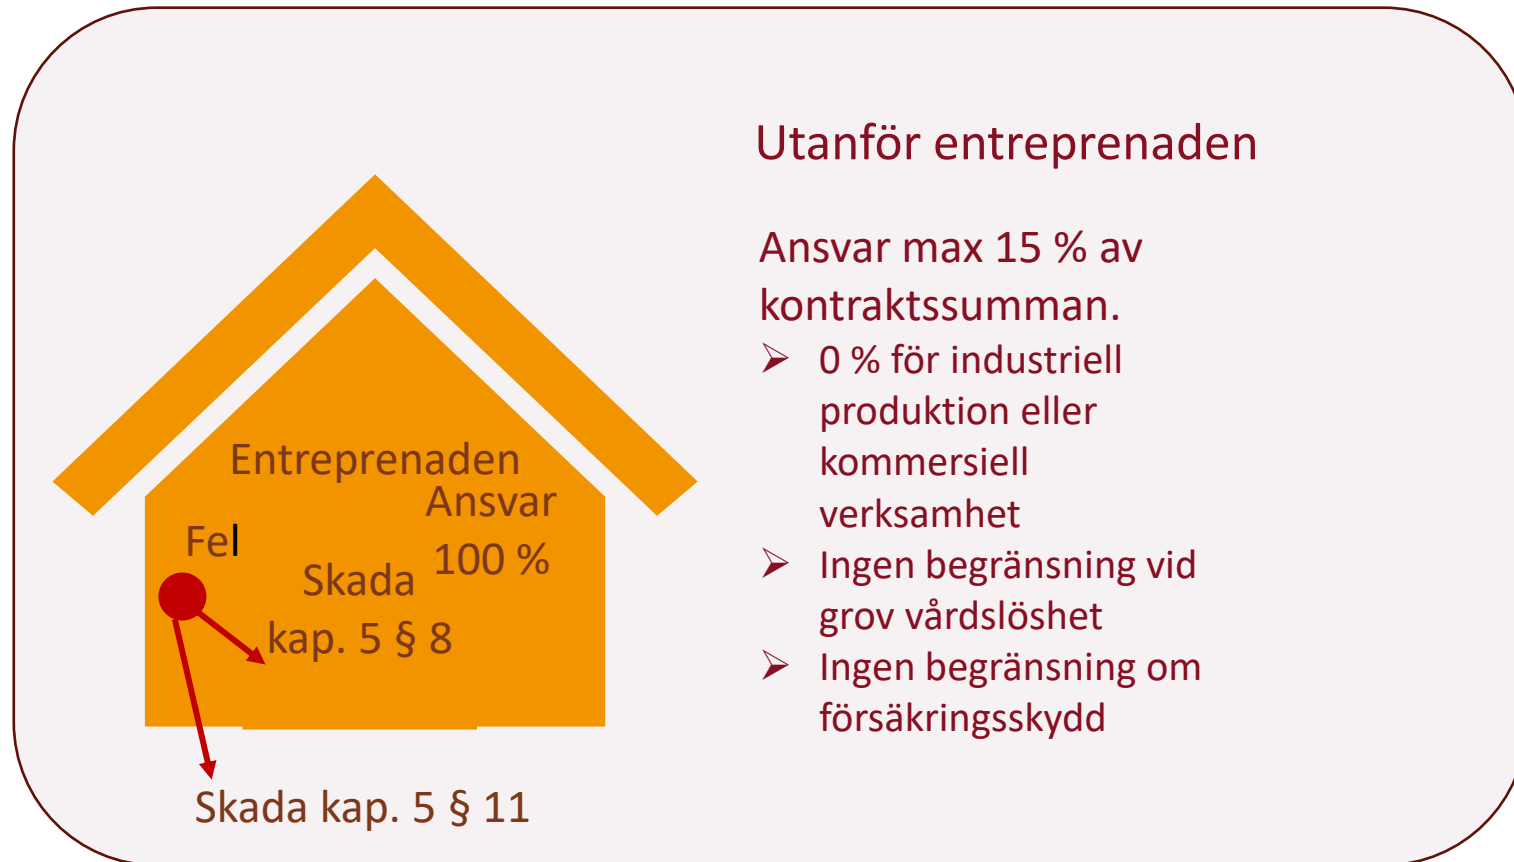 Utanför entreprenaden
Ansvar max 15 % av
kontraktssumman.
➢ 0 % för industriell
produktion eller
kommersiell
verksamhet
➢ Ingen begränsning vid
grov vårdslöshet
➢ Ingen begränsning om
försäkringsskydd
Entreprenaden
Ansvar
100 %
Fel
Skada
kap. 5 § 8
Skada kap. 5 § 11